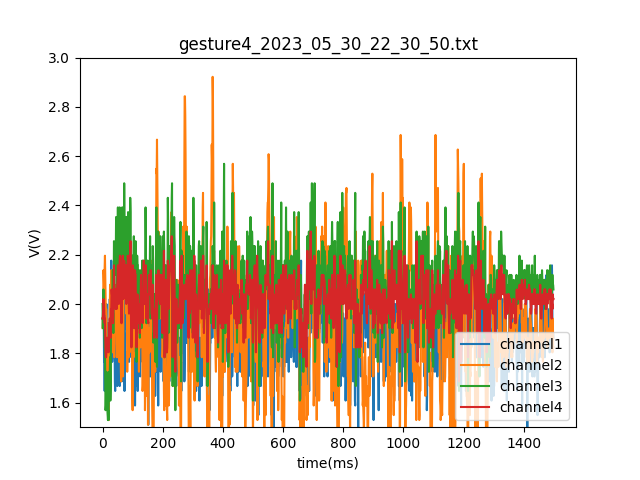 gesture4_2023_05_30_22_30_50.txt
3.0
2.8
2.6
2.4
2.2
2.0
1.8
1.6
V(V)
channel1
channel2
channel3
channel4
0 200 400 600 800 1000 1200 1400
time(ms)